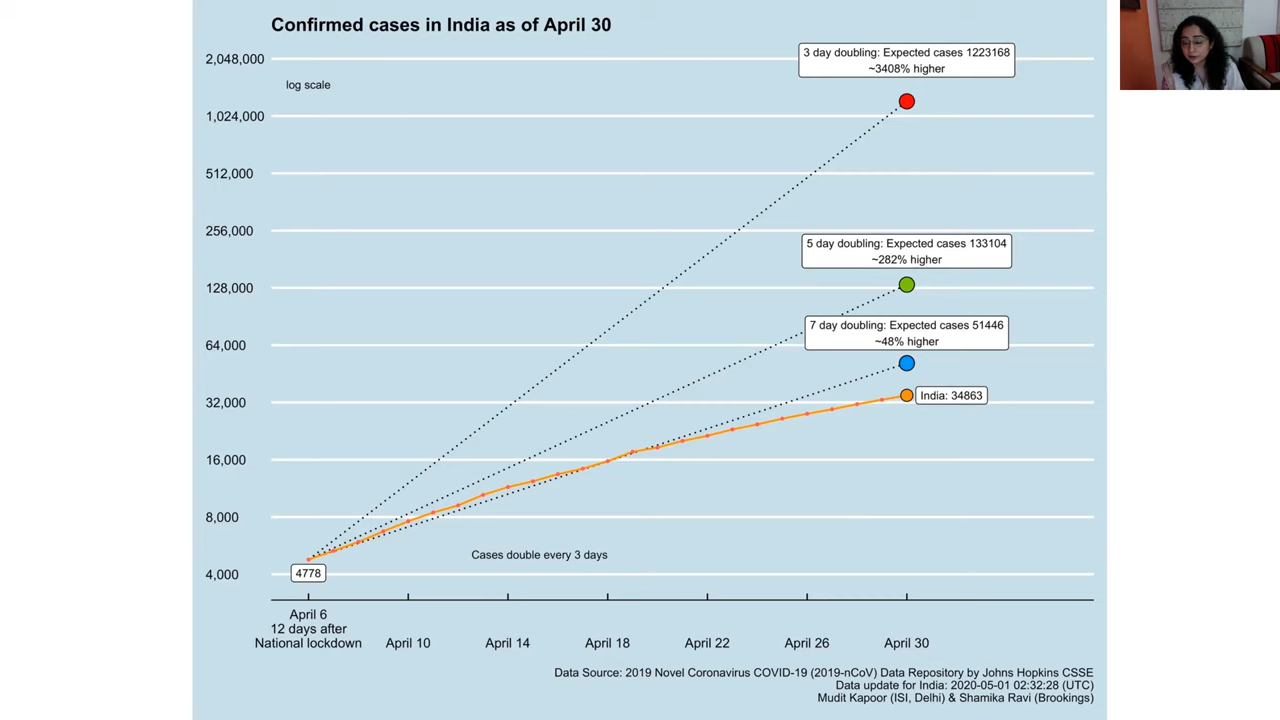 Confirmed cases in India as of April 30
2,048,000
log scale
1,024,000
512,000
256,000
128,000
64,000
32,000
16,000
8,000
4,000
3 day doubling: Expected cases 1223168
~3408% higher
5 day doubling: Expected cases 133104
~282% higher
7 day doubling: Expected cases 51446
~48% higher
India: 34863
Cases double every 3 days
4778
April 6
12 days after
National lockdown
April 10
April 14
April 18
April 22
April 26
April 30
Data Source: 2019 Novel Coronavirus COVID-19 (2019-nCoV) Data Repository by Johns Hopkins CSSE
Data update for India: 2020-05-01 02:32:28 (UTC)
Mudit Kapoor (ISI, Delhi) & Shamika Ravi (Brookings)